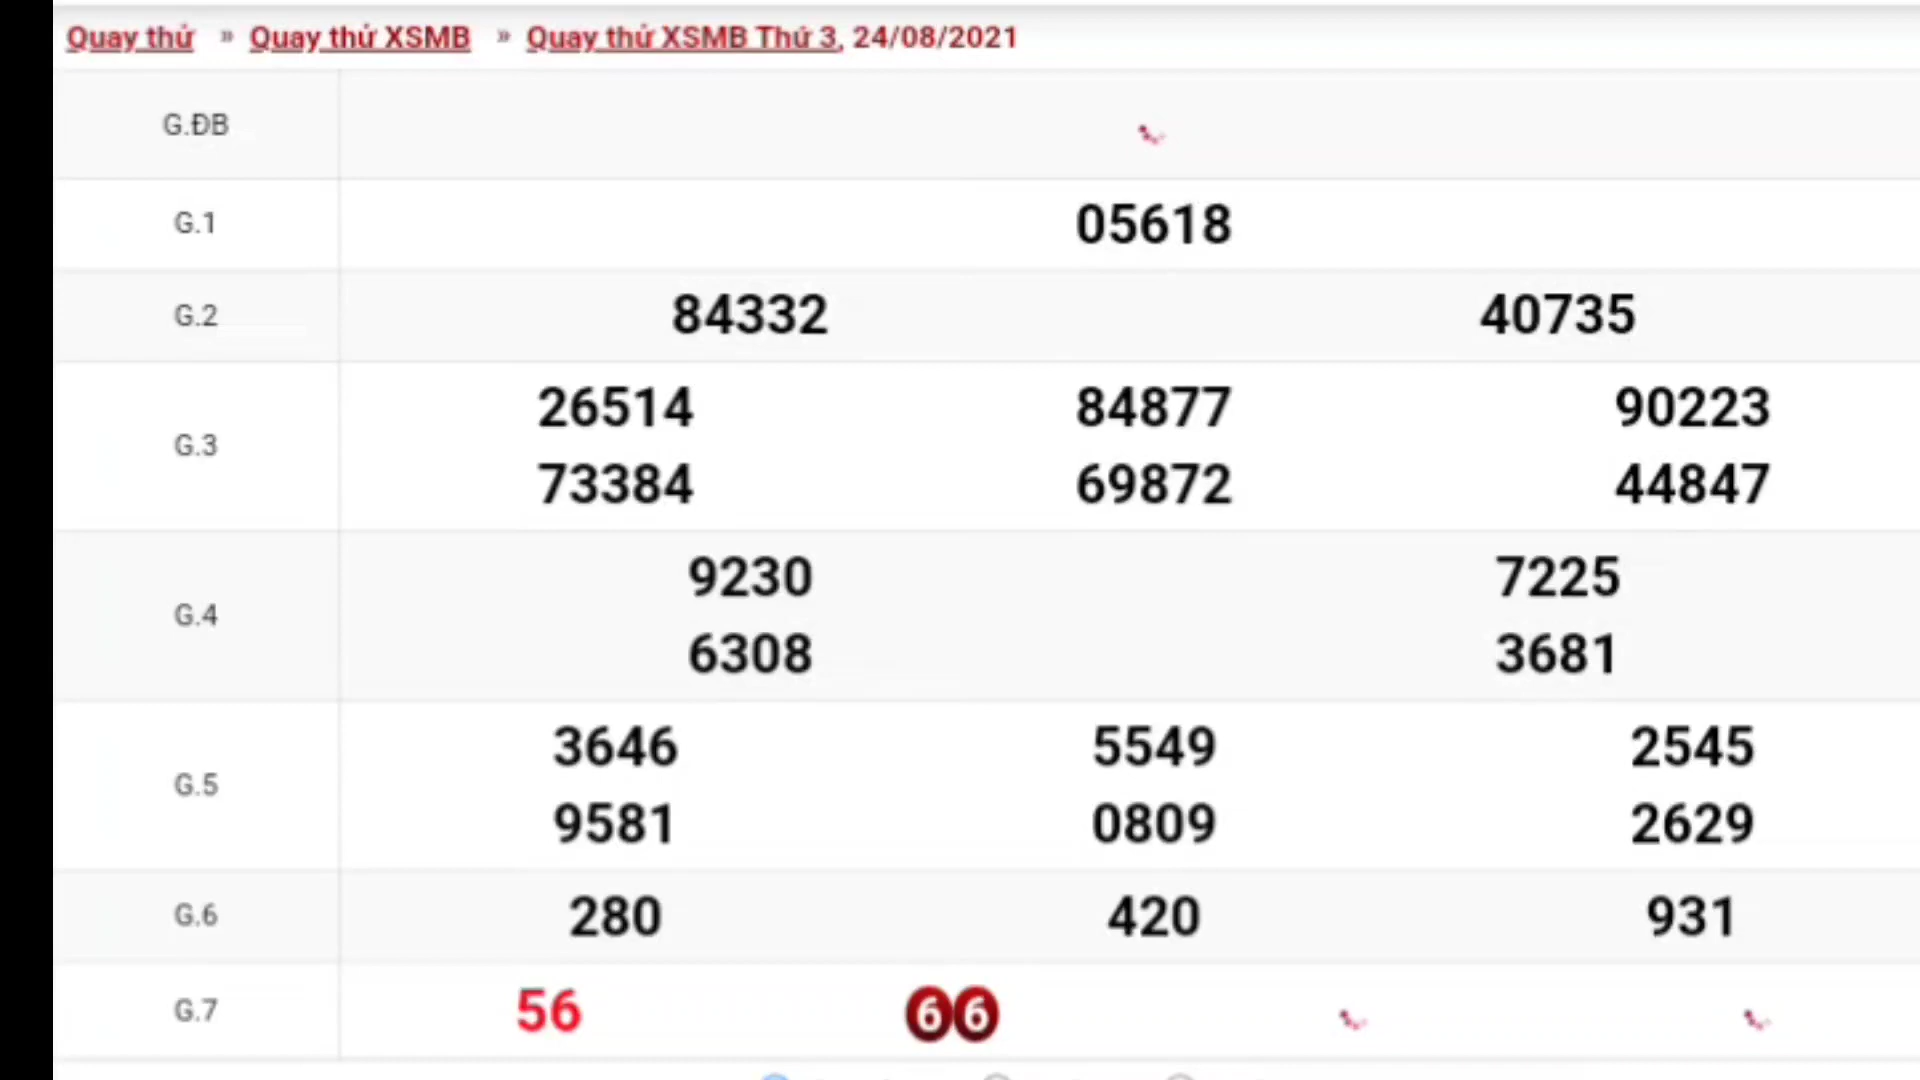 Quay thử » Quay thử XSMB » Quay thử XSMB Thứ 3, 24/08/2021
G.ĐB
G.1 05618
G.2 84332 40735
G.3 26514 84877 90223
73384 69872 44847
G.4 9230 7225
6308 3681
G.5 3646 5549 2545
9581 0809 2629
G.6 280 420 931
G.7 56 66